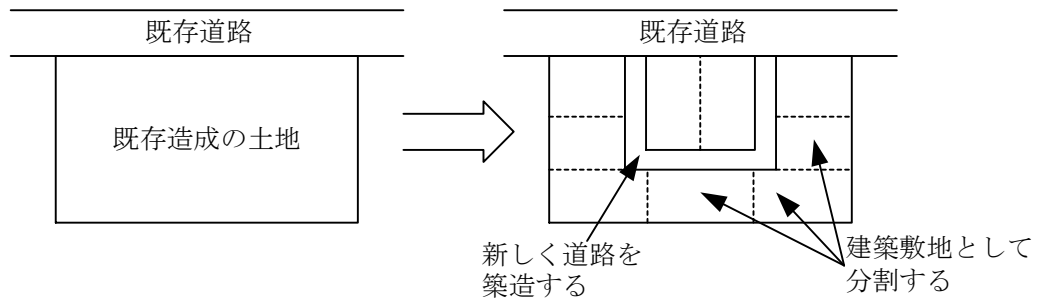 既存道路
既存道路
既存造成の土地
新しく道路を
築造する
建築敷地として
分割する